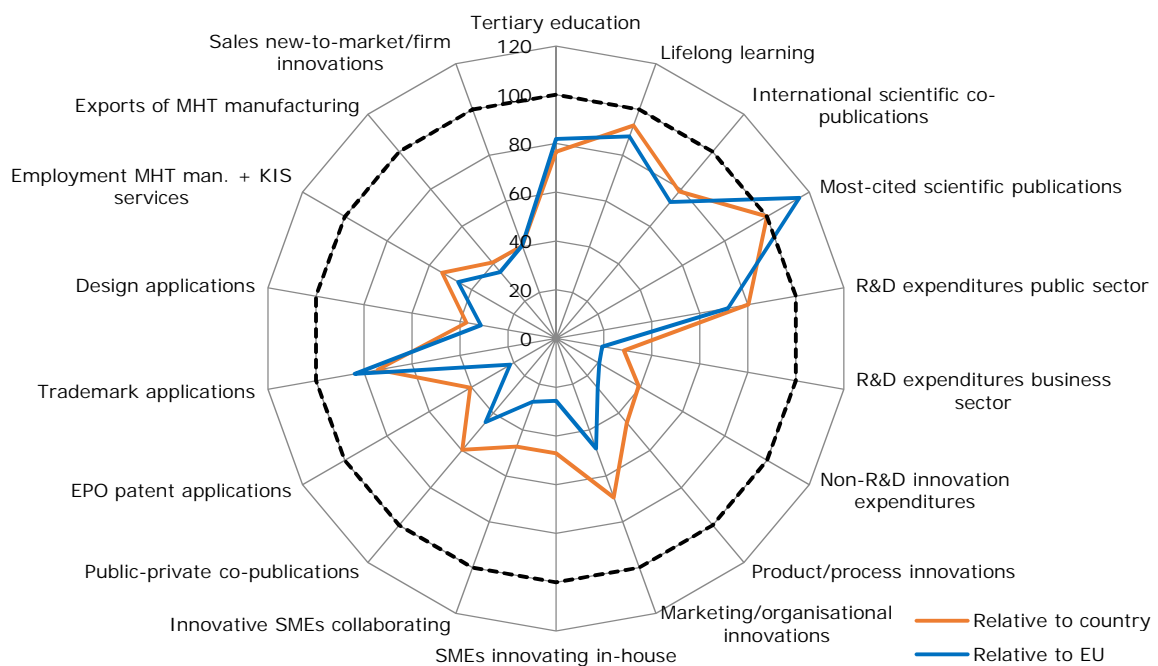 Tertiary education
Lifelong learning
International scientific co-
publications
Most-cited scientific publications
R&D expenditures public sector
R&D expenditures business
sector
Non-R&D innovation
expenditures
Product/process innovations
Marketing/organisational
innovations
SMEs innovating in-house
Innovative SMEs collaborating
Public-private co-publications
EPO patent applications
Trademark applications
Design applications
Employment MHT man. + KIS
services
Exports of MHT manufacturing
Sales new-to-market/firm
innovations
120
100
80
60
40
20
0
Relative to country
Relative to EU